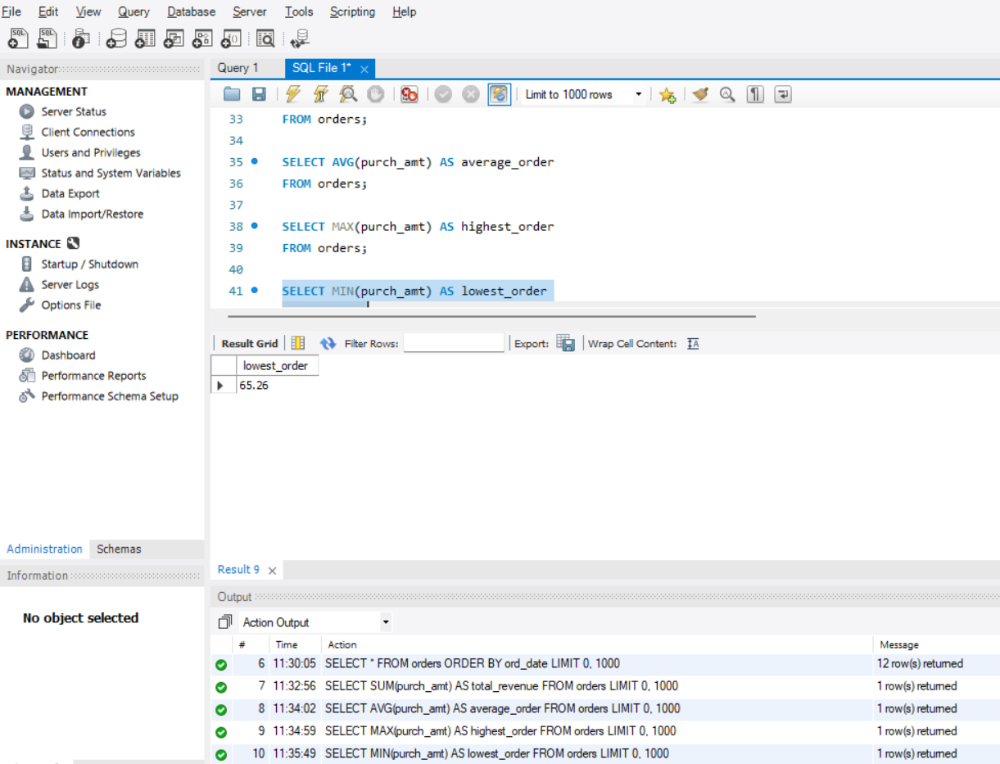 File Edit View Query Database Server Tools Scripting Help
Navigator
MANAGEMENT
Server Status
Client Connections
Users and Privileges
Status and System Variables
Data Export
Data Import/Restore
INSTANCE
Startup / Shutdown
Server Logs
Options File
PERFORMANCE
Dashboard
Performance Reports
Performance Schema Setup
Administration Schemas
Information
No object selected
Query 1 SQL File 1* ×
Limit to 1000 rows
33 FROM orders;
34
35 SELECT AVG(purch_amt) AS average_order
36 FROM orders;
37
38 SELECT MAX(purch_amt) AS highest_order
39 FROM orders;
40
41 SELECT MIN(purch_amt) AS lowest_order
Result Grid Filter Rows: Export: Wrap Cell Content:
lowest_order
65.26
Result 9 ×
Output
Action Output
# Time Action Message
6 11:30:05 SELECT * FROM orders ORDER BY ord_date LIMIT 0, 1000 12 row(s) returned
7 11:32:56 SELECT SUM(purch_amt) AS total_revenue FROM orders LIMIT 0, 1000 1 row(s) returned
8 11:34:02 SELECT AVG(purch_amt) AS average_order FROM orders LIMIT 0, 1000 1 row(s) returned
9 11:34:59 SELECT MAX(purch_amt) AS highest_order FROM orders LIMIT 0, 1000 1 row(s) returned
10 11:35:49 SELECT MIN(purch_amt) AS lowest_order FROM orders LIMIT 0, 1000 1 row(s) returned